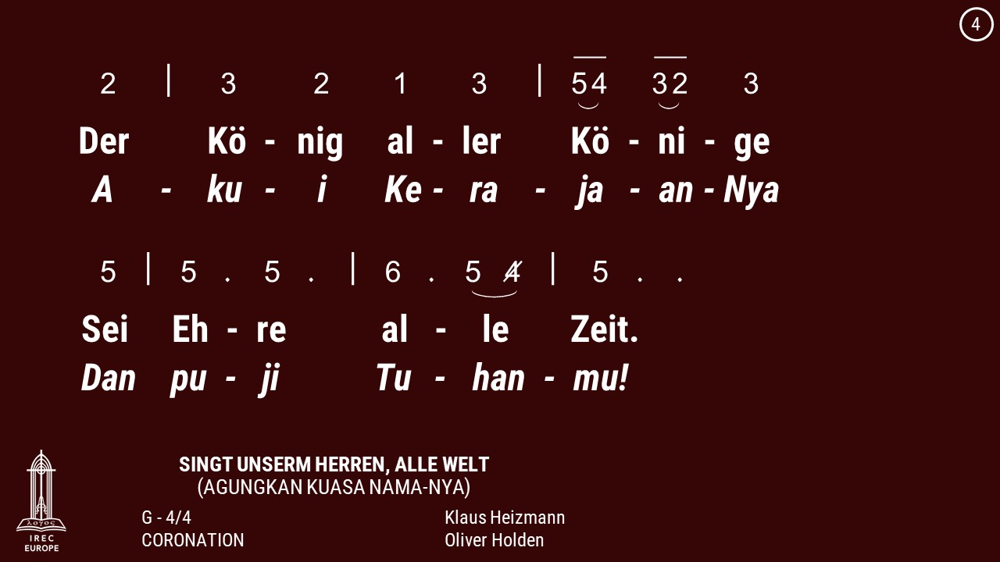 4
2 | 3 2 1 3 | 54 32 3
Der Kö - nig al - ler Kö - ni - ge
A - ku - i Ke - ra - ja - an - Nya
5 | 5 . 5 . | 6 . 5 4̸ | 5 . .
Sei Eh - re al - le Zeit.
Dan pu - ji Tu - han - mu!
SINGT UNSERM HERREN, ALLE WELT
(AGUNGKAN KUASA NAMA-NYA)
G - 4/4 Klaus Heizmann
CORONATION Oliver Holden
λογος
IREC
EUROPE